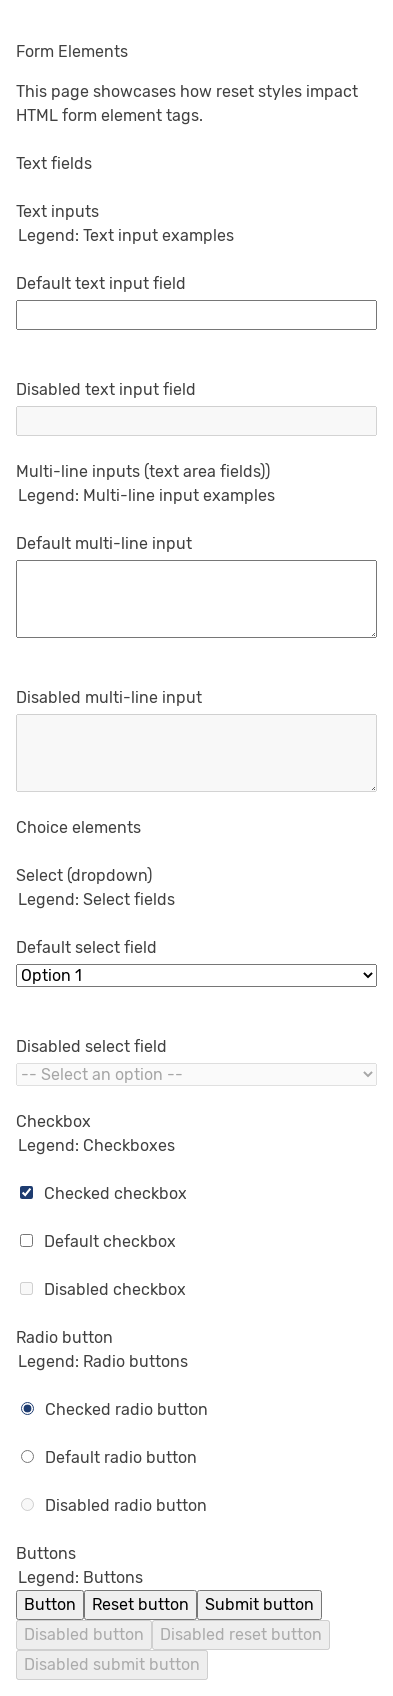 Form Elements
This page showcases how reset styles impact
HTML form element tags.
Text fields
Text inputs
Legend: Text input examples
Default text input field
Disabled text input field
Multi-line inputs (text area fields))
Legend: Multi-line input examples
Default multi-line input
Disabled multi-line input
Choice elements
Select (dropdown)
Legend: Select fields
Default select field
Option 1
Disabled select field
-- Select an option --
Checkbox
Legend: Checkboxes
Checked checkbox
Default checkbox
Disabled checkbox
Radio button
Legend: Radio buttons
Checked radio button
Default radio button
Disabled radio button
Buttons
Legend: Buttons
Button Reset button Submit button
Disabled button Disabled reset button
Disabled submit button